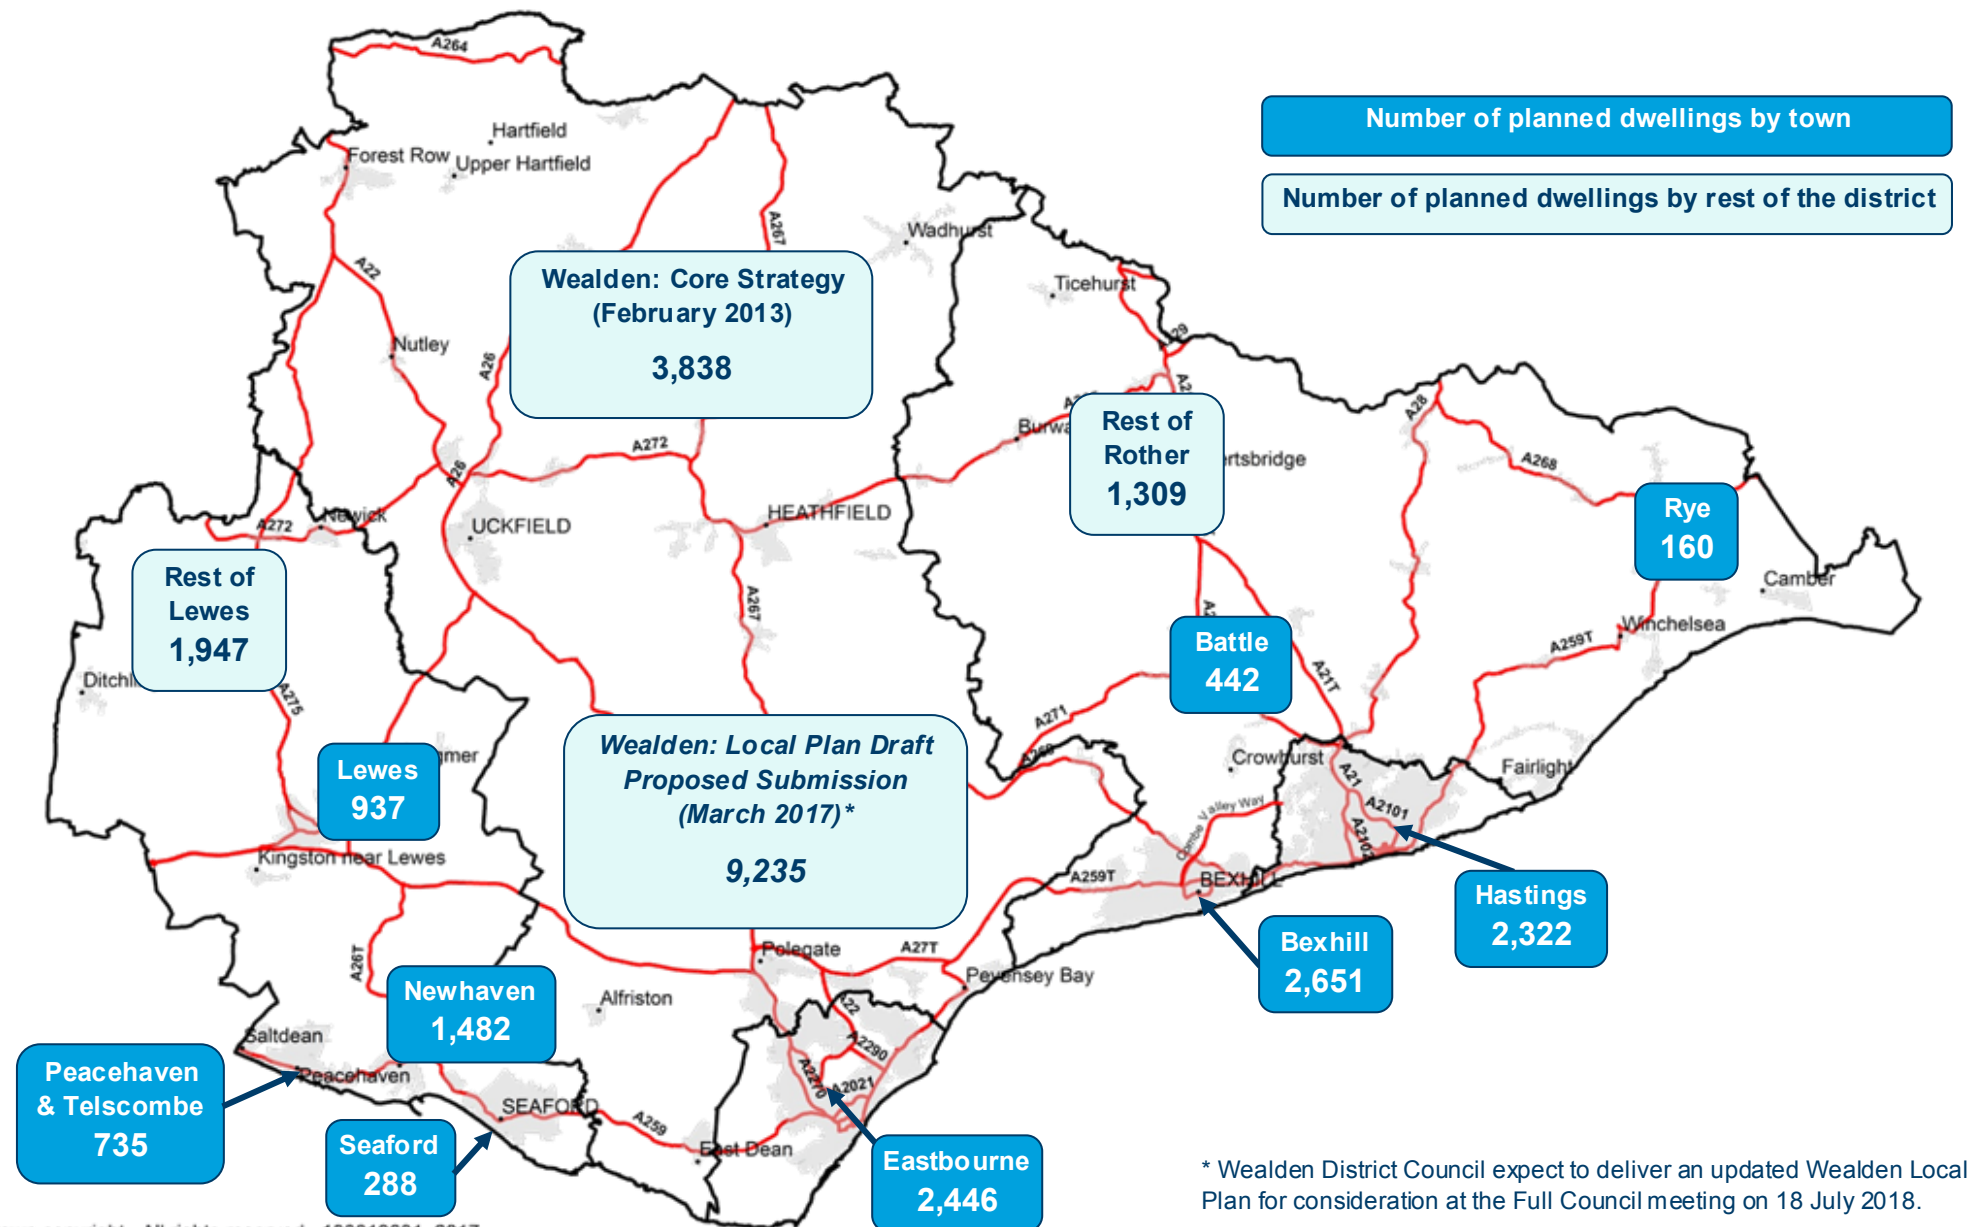 A264
Hartfield
Forest Row
Upper Hartfield
Number of planned dwellings by town
Number of planned dwellings by rest of the district
A267
Wadhurst
A22
Ticehurst
Wealden: Core Strategy
(February 2013)
3,838
Nutley
A26
A28
Rest of
Rother
1,309
A272
A26
A268
HEATHFIELD
UCKFIELD
Newick
A272
Rye
160
Rest of
Lewes
1,947
Camber
A267
Winchelsea
A259T
Battle
442
A21T
A275
A271
Wealden: Local Plan Draft
Proposed Submission
(March 2017)*
9,235
Lewes
937
Crowhurst
Fairlight
A21
A2101
A2102
Combe Valley Way
Kingston near Lewes
A259T
BEXHILL
Hastings
2,322
Bexhill
2,651
Polegate
A27T
Pevensey Bay
A26T
Newhaven
1,482
Alfriston
A22
Saltdean
A2290
Peacehaven
& Telscombe
735
Peacehaven
A2270
A2021
SEAFORD
A259
Seaford
288
East Dean
Eastbourne
2,446
* Wealden District Council expect to deliver an updated Wealden Local
Plan for consideration at the Full Council meeting on 18 July 2018.